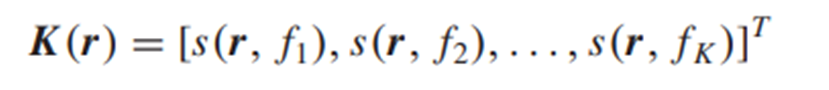 K(r) = [s(r, f₁), s(r, f₂), . . . , s(r, f_K)]ᵀ